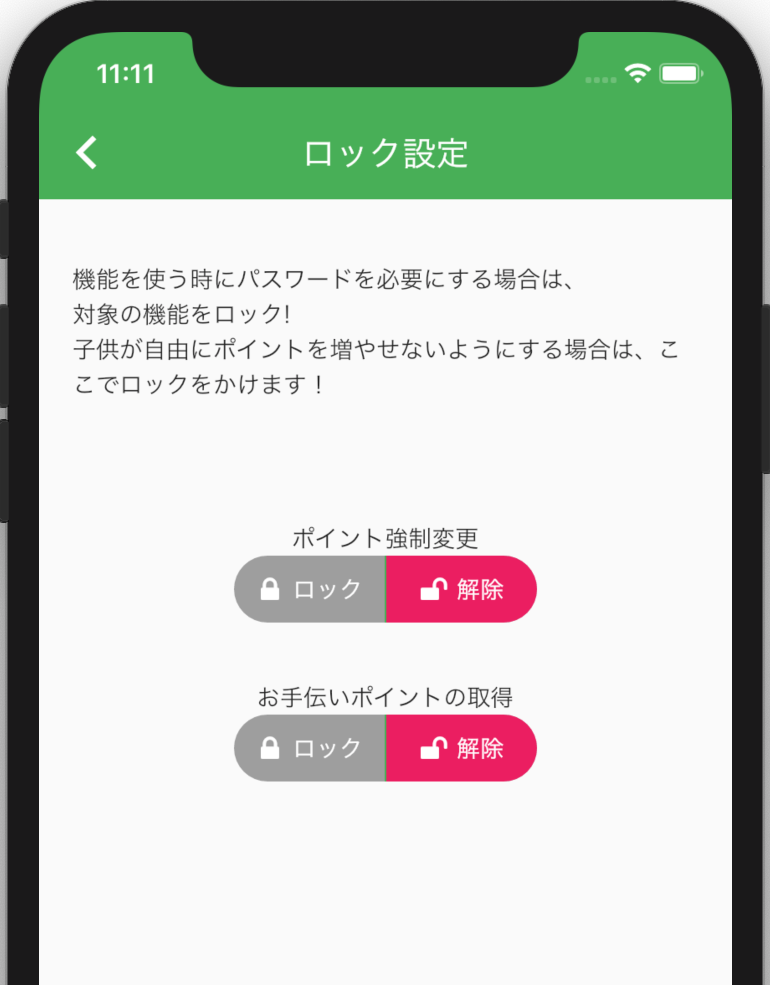 11:11
ロック設定
機能を使う時にパスワードを必要にする場合は、
対象の機能をロック!
子供が自由にポイントを増やせないようにする場合は、こ
こでロックをかけます！
ポイント強制変更
ロック 解除
お手伝いポイントの取得
ロック 解除